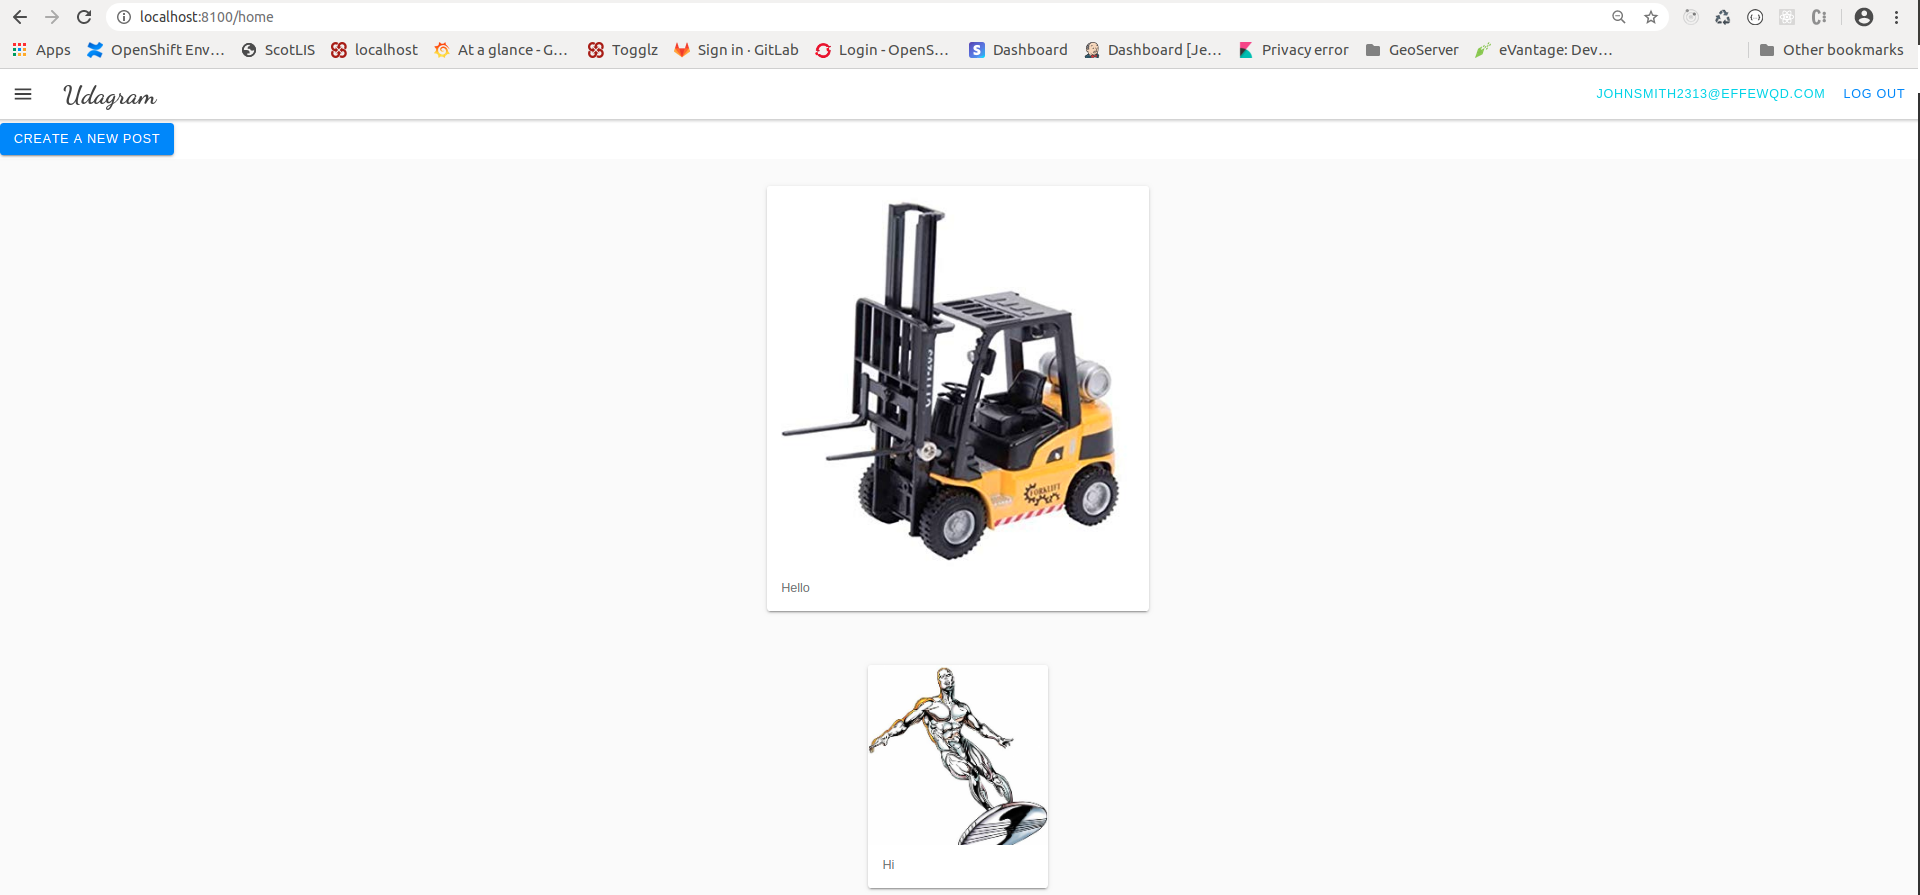 localhost:8100/home
Apps OpenShift Env... ScotLIS localhost At a glance - G... Togglz Sign in · GitLab Login - OpenS... Dashboard Dashboard [Je... Privacy error GeoServer eVantage: Dev... Other bookmarks
Udagram JOHNSMITH2313@EFFEWQD.COM LOG OUT
CREATE A NEW POST
FORKLIFT
Hello
Hi